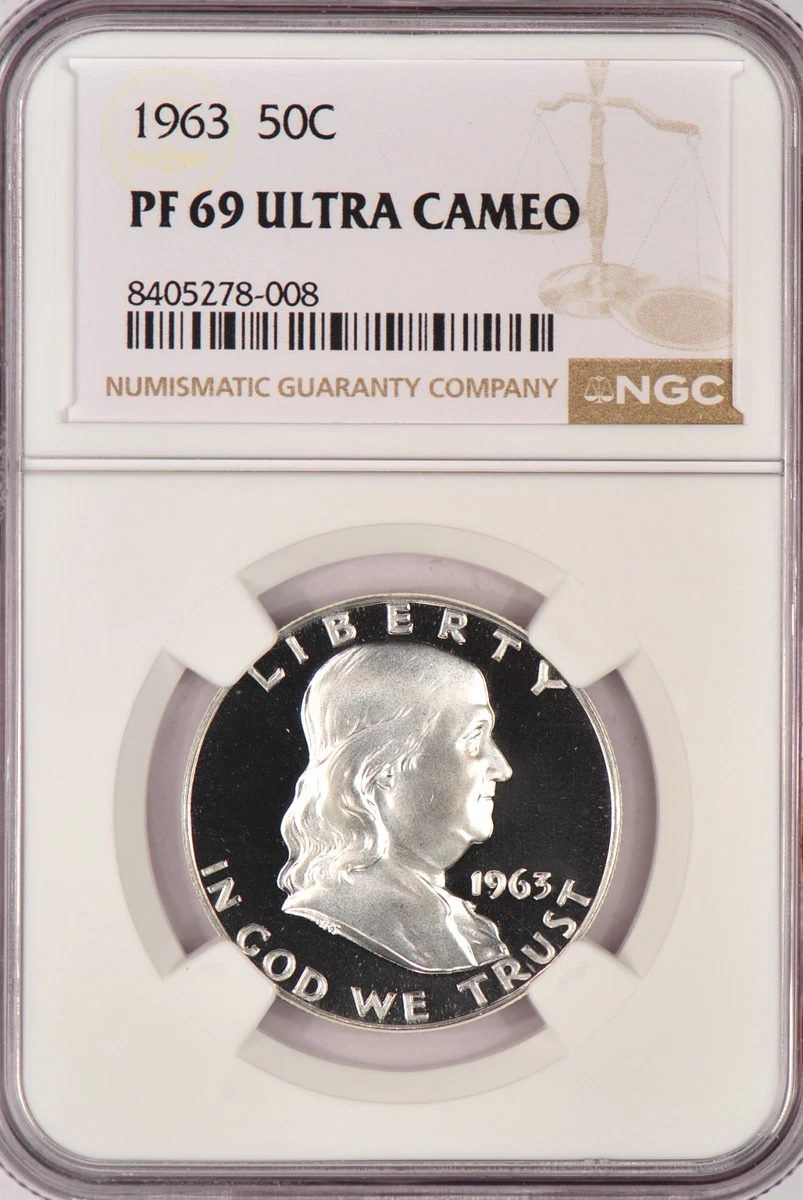 1963 50C
PF 69 ULTRA CAMEO
8405278-008
NUMISMATIC GUARANTY COMPANY
NGC
LIBERTY
1963
IN GOD WE TRUST